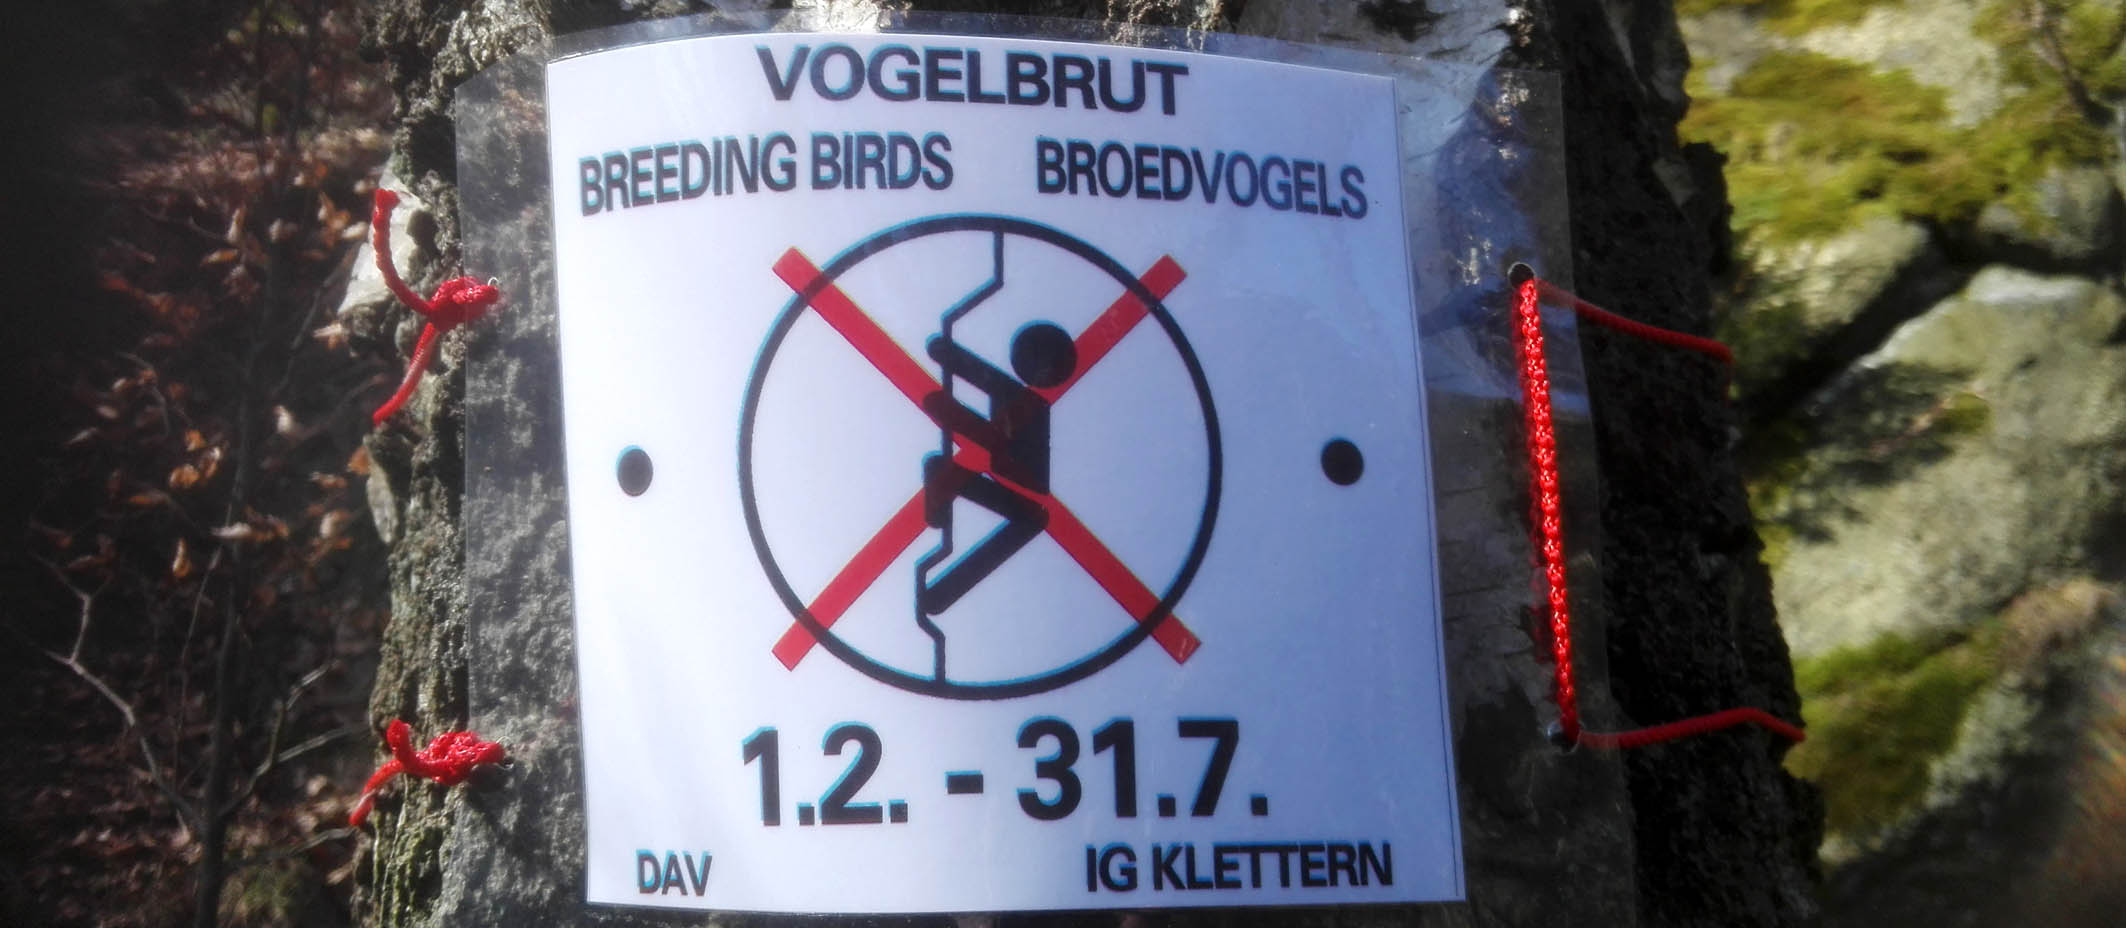 VOGELBRUT
BREEDING BIRDS BROEDVOGELS
1.2. - 31.7.
DAV IG KLETTERN